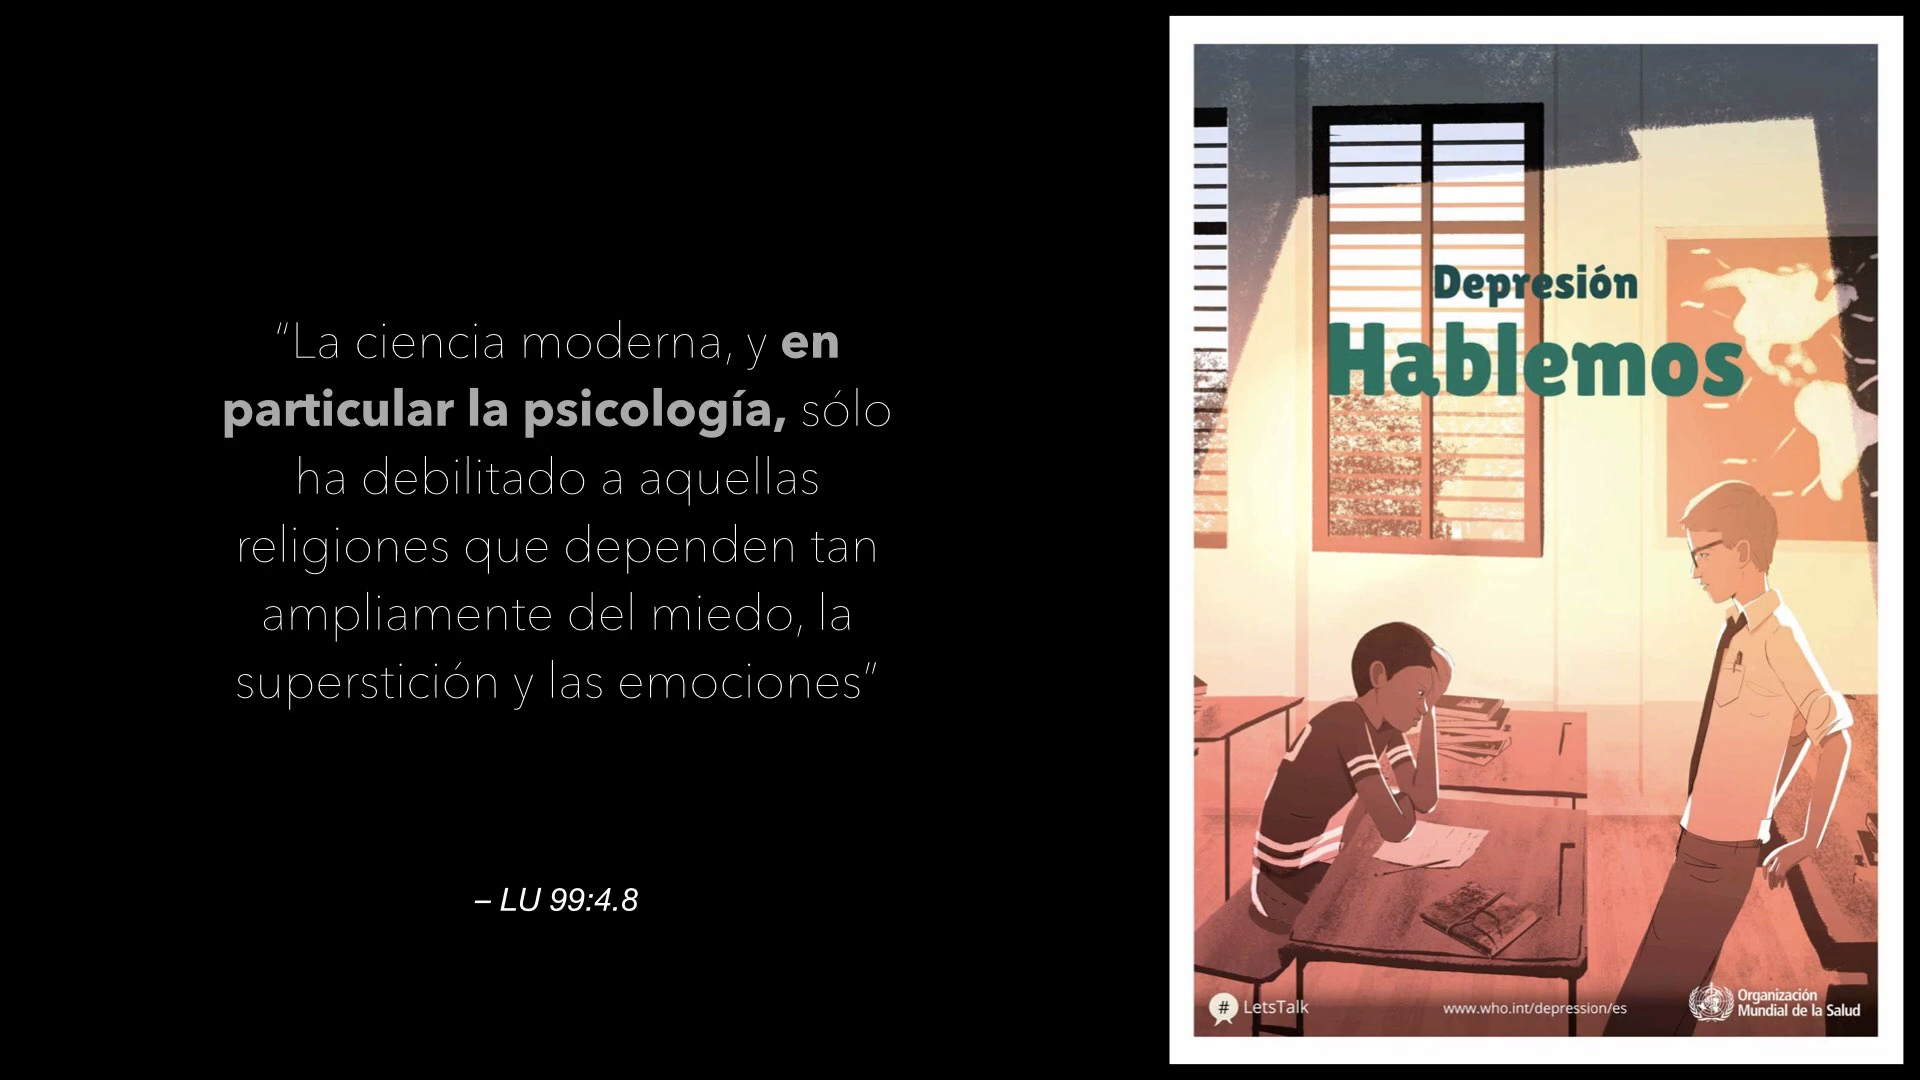 “La ciencia moderna, y en
particular la psicología, sólo
ha debilitado a aquellas
religiones que dependen tan
ampliamente del miedo, la
superstición y las emociones”
– LU 99:4.8
Depresión
Hablemos
# LetsTalk
www.who.int/depression/es
Organización
Mundial de la Salud